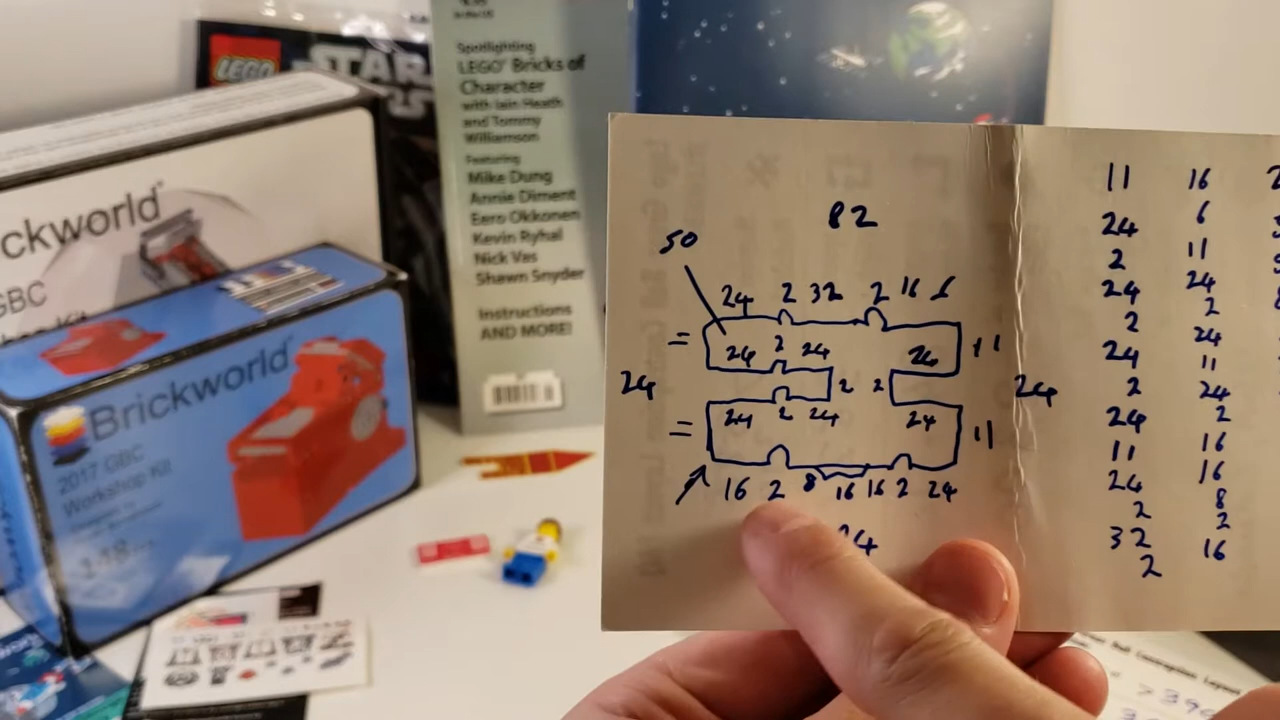 LEGO
STAR
Spotlighting
LEGO® Bricks of
Character
with Iain Heath
and Tommy
Williamson
Featuring
Mike Dung
Annie Diment
Eero Okkonen
Kevin Ryhal
Nick Vas
Shawn Snyder
Instructions
AND MORE!
ckworld
GBC
Brickworld
2017 GBC
Workshop Kit
82
50
24 2 32 2 16 6
= 24 2 24 24 11
24 2 2 24
= 24 2 24 24 11
16 2 8 16 16 2 24
24
11 16
24 6
2 11
24 24
2 2
24 24
2 11
24 24
11 2
24 16
2 16
32 8
2 2
16